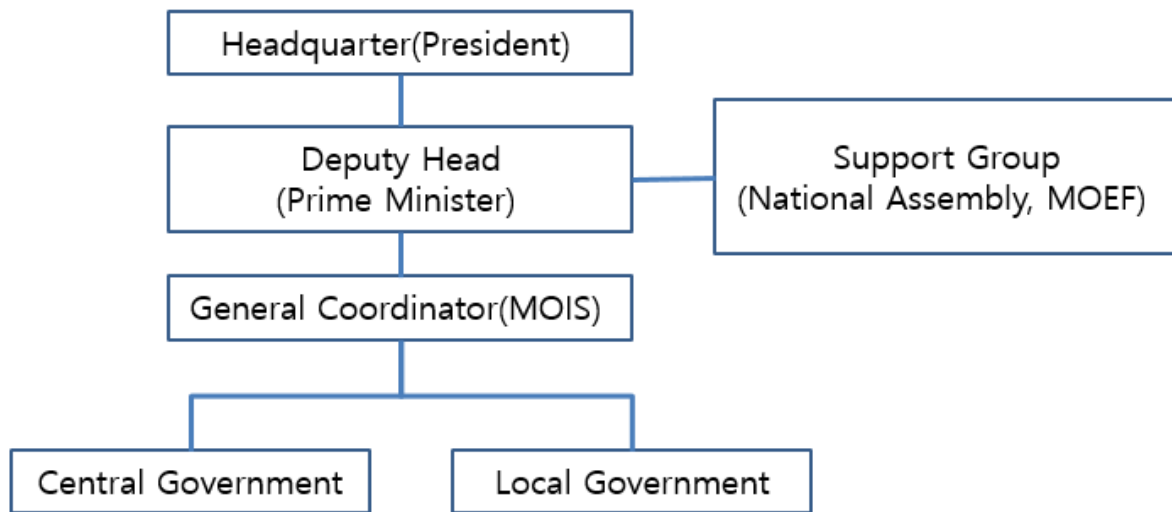 Headquarter(President)
Deputy Head
(Prime Minister)
Support Group
(National Assembly, MOEF)
General Coordinator(MOIS)
Central Government
Local Government